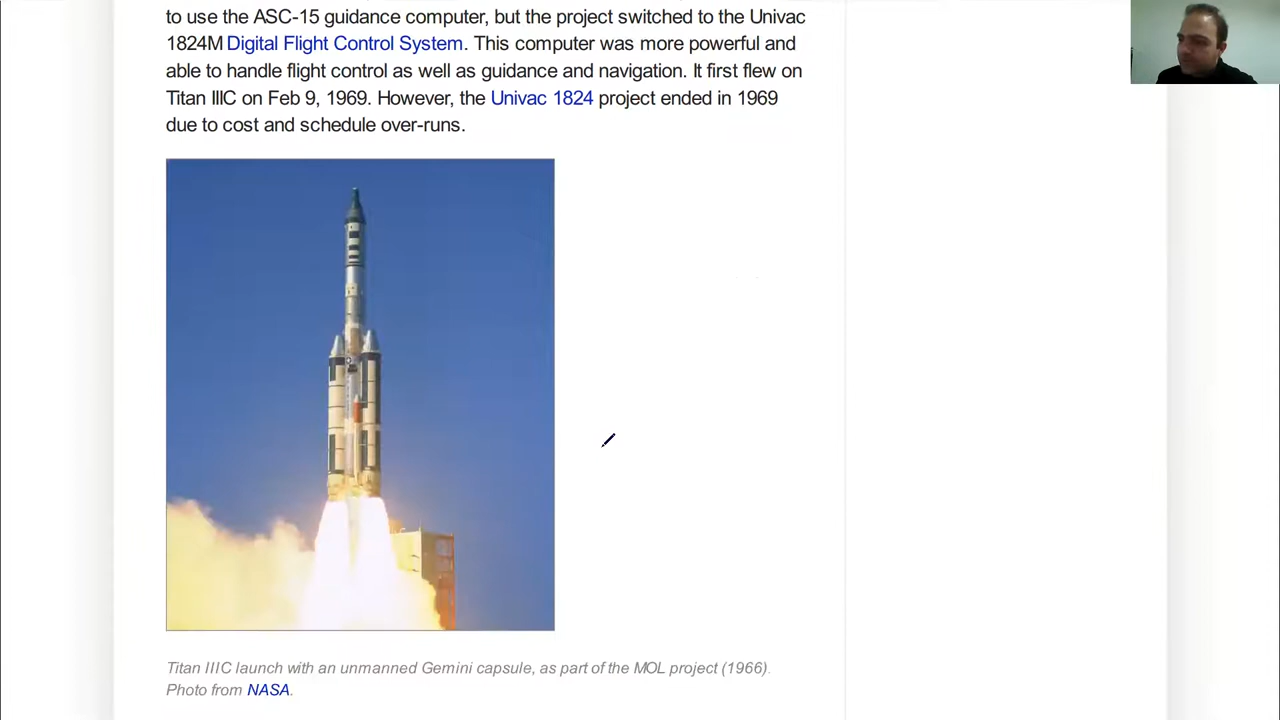 to use the ASC-15 guidance computer, but the project switched to the Univac
1824M Digital Flight Control System. This computer was more powerful and
able to handle flight control as well as guidance and navigation. It first flew on
Titan IIIC on Feb 9, 1969. However, the Univac 1824 project ended in 1969
due to cost and schedule over-runs.
Titan IIIC launch with an unmanned Gemini capsule, as part of the MOL project (1966).
Photo from NASA.